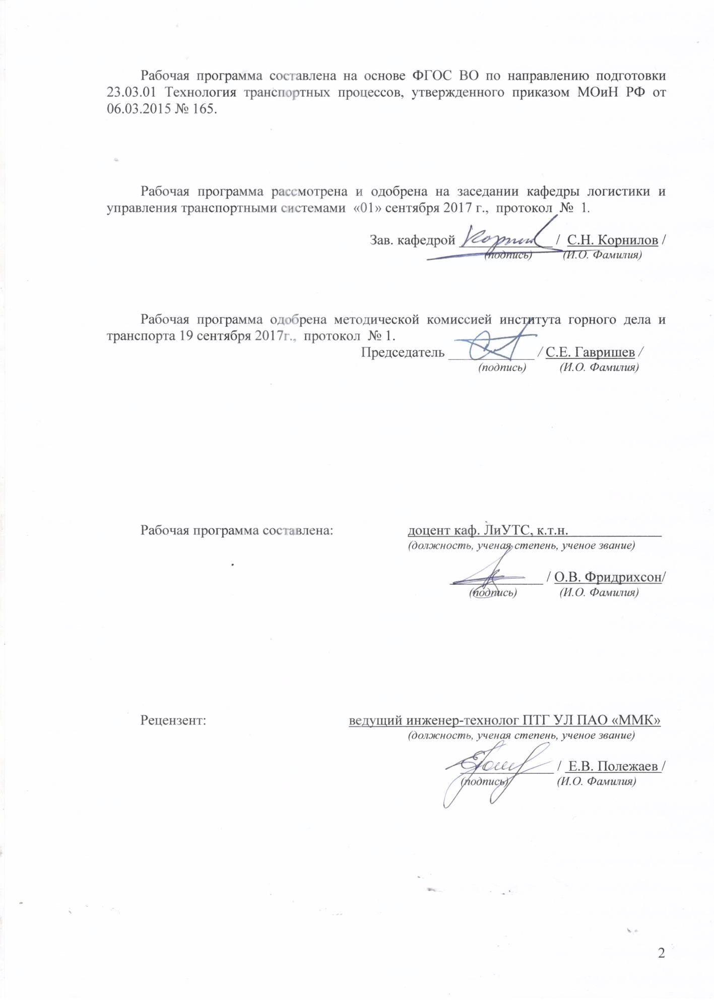 Рабочая программа составлена на основе ФГОС ВО по направлению подготовки
23.03.01 Технология транспортных процессов, утвержденного приказом МОиН РФ от
06.03.2015 № 165.
Рабочая программа рассмотрена и одобрена на заседании кафедры логистики и
управления транспортными системами «01» сентября 2017 г., протокол № 1.
Зав. кафедрой ____________ / С.Н. Корнилов /
(подпись) (И.О. Фамилия)
Рабочая программа одобрена методической комиссией института горного дела и
транспорта 19 сентября 2017г., протокол № 1.
Председатель ____________ / С.Е. Гавришев /
(подпись) (И.О. Фамилия)
Рабочая программа составлена: доцент каф. ЛиУТС, к.т.н.
(должность, ученая степень, ученое звание)
____________ / О.В. Фридрихсон/
(подпись) (И.О. Фамилия)
Рецензент: ведущий инженер-технолог ПТГ УЛ ПАО «ММК»
(должность, ученая степень, ученое звание)
____________ / Е.В. Полежаев /
(подпись) (И.О. Фамилия)
2